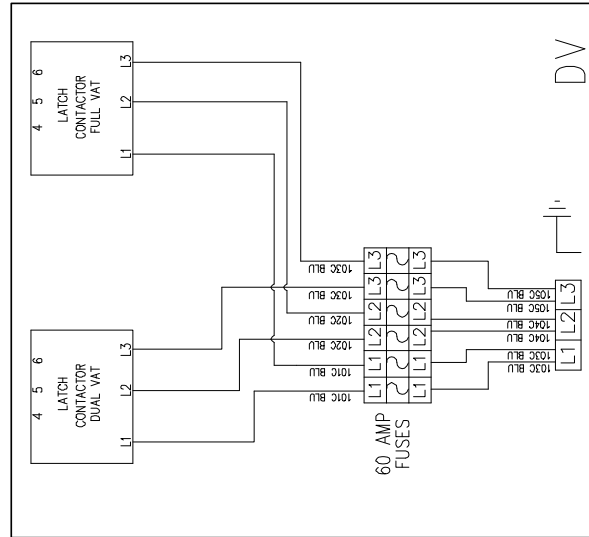 6
5
4
LATCH
CONTACTOR
FULL VAT
L3
L2
L1
6
5
4
LATCH
CONTACTOR
DUAL VAT
L3
L2
L1
103C BLU
103C BLU
102C BLU
102C BLU
101C BLU
101C BLU
L3 L3
L3 L3
L2 L2
L2 L2
L1 L1
L1 L1
60 AMP
FUSES
105C BLU
105C BLU
104C BLU
104C BLU
103C BLU
103C BLU
L3
L2
L1
DV